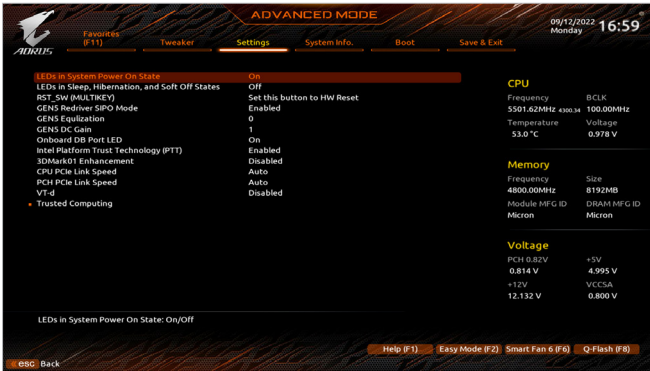 ADVANCED MODE
09/12/2022 Monday 16:59
AORUS
Favorites (F11) Tweaker Settings System Info. Boot Save & Exit
LEDs in System Power On State On
LEDs in Sleep, Hibernation, and Soft Off States Off
RST_SW (MULTIKEY) Set this button to HW Reset
GEN5 Redriver SIPO Mode Enabled
GEN5 Equlization 0
GEN5 DC Gain 1
Onboard DB Port LED On
Intel Platform Trust Technology (PTT) Enabled
3DMark01 Enhancement Disabled
CPU PCIe Link Speed Auto
PCH PCIe Link Speed Auto
VT-d Disabled
Trusted Computing
CPU
Frequency BCLK
5501.62MHz 4300.34 100.00MHz
Temperature Voltage
53.0 °C 0.978 V
Memory
Frequency Size
4800.00MHz 8192MB
Module MFG ID DRAM MFG ID
Micron Micron
Voltage
PCH 0.82V +5V
0.814 V 4.995 V
+12V VCCSA
12.132 V 0.800 V
LEDs in System Power On State: On/Off
Help (F1) Easy Mode (F2) Smart Fan 6 (F6) Q-Flash (F8)
esc Back